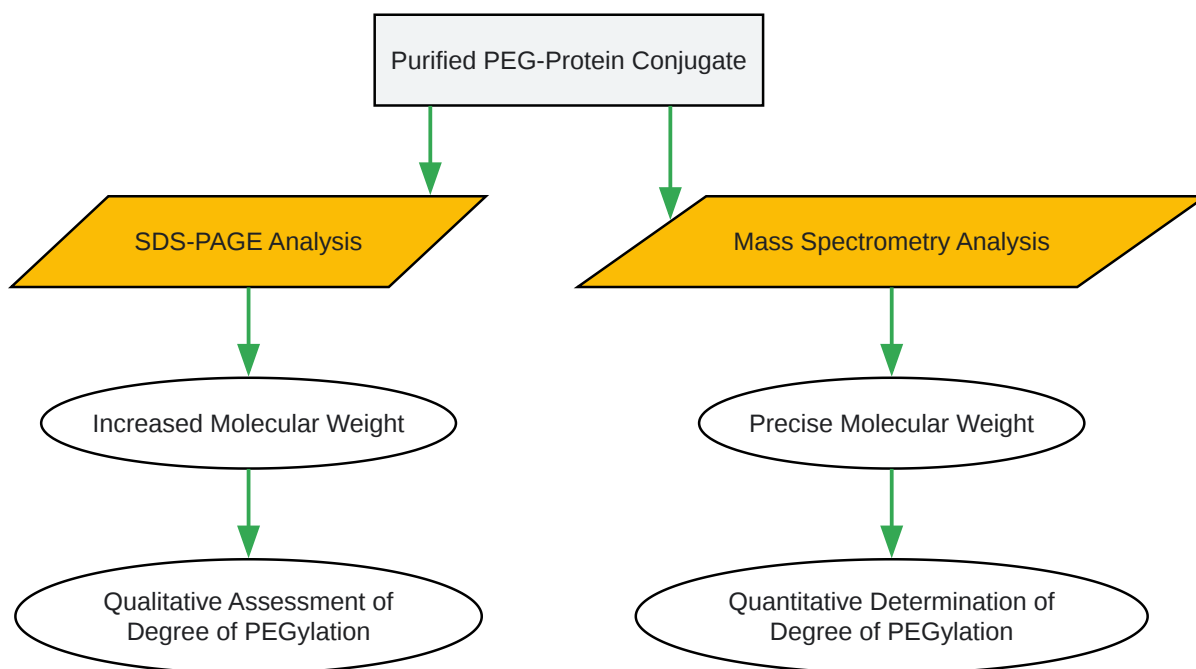 Purified PEG-Protein Conjugate
SDS-PAGE Analysis
Mass Spectrometry Analysis
Increased Molecular Weight
Precise Molecular Weight
Qualitative Assessment of
Degree of PEGylation
Quantitative Determination of
Degree of PEGylation